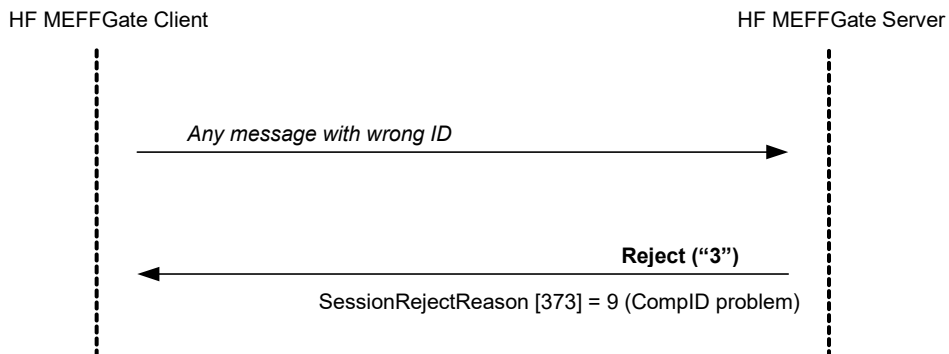 HF MEFFGate Client
HF MEFFGate Server
Any message with wrong ID
Reject (“3”)
SessionRejectReason [373] = 9 (CompID problem)